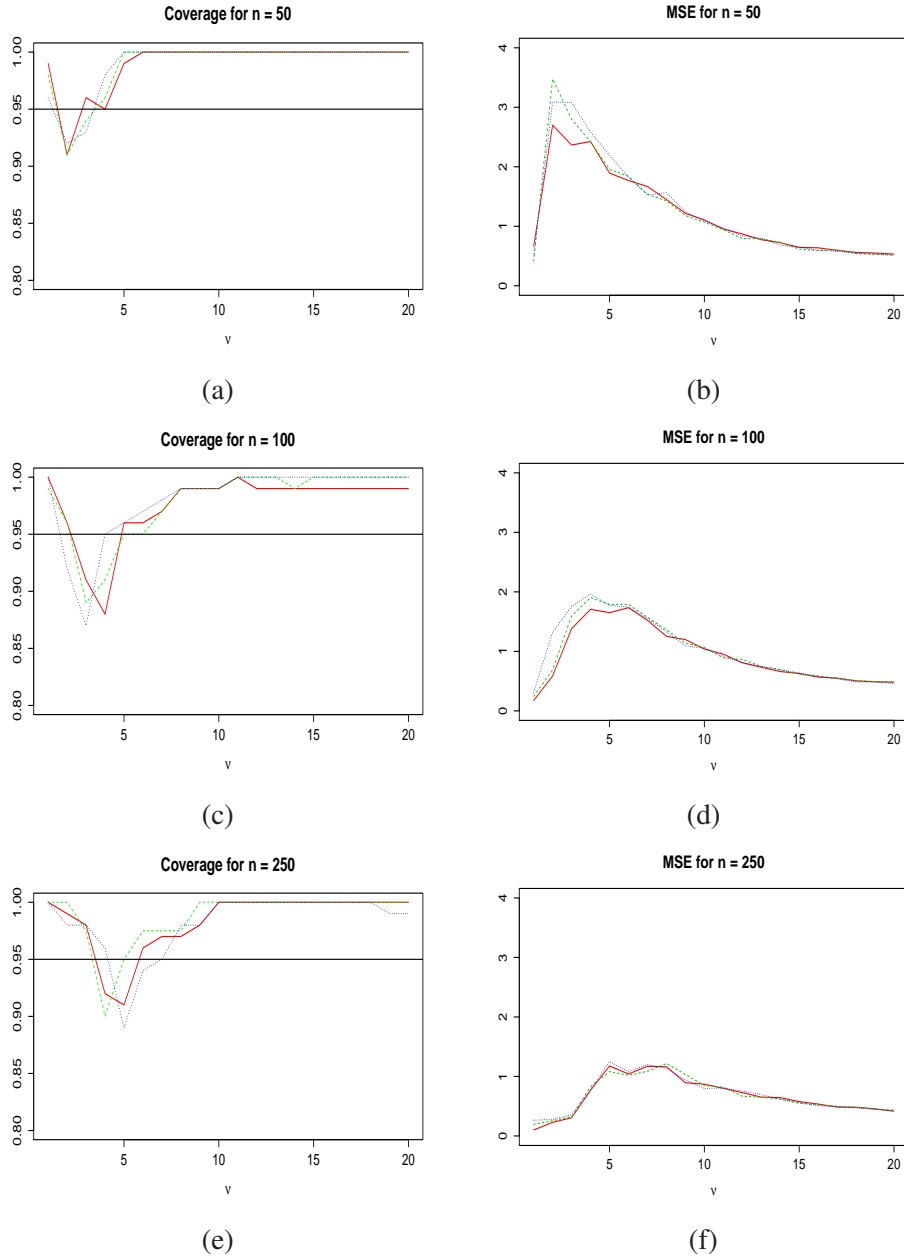 Coverage for n = 50
1.00
0.95
0.90
0.85
0.80
5 10 15 20
ν
(a)
MSE for n = 50
4
3
2
1
0
5 10 15 20
ν
(b)
Coverage for n = 100
1.00
0.95
0.90
0.85
0.80
5 10 15 20
ν
(c)
MSE for n = 100
4
3
2
1
0
5 10 15 20
ν
(d)
Coverage for n = 250
1.00
0.95
0.90
0.85
0.80
5 10 15 20
ν
(e)
MSE for n = 250
4
3
2
1
0
5 10 15 20
ν
(f)